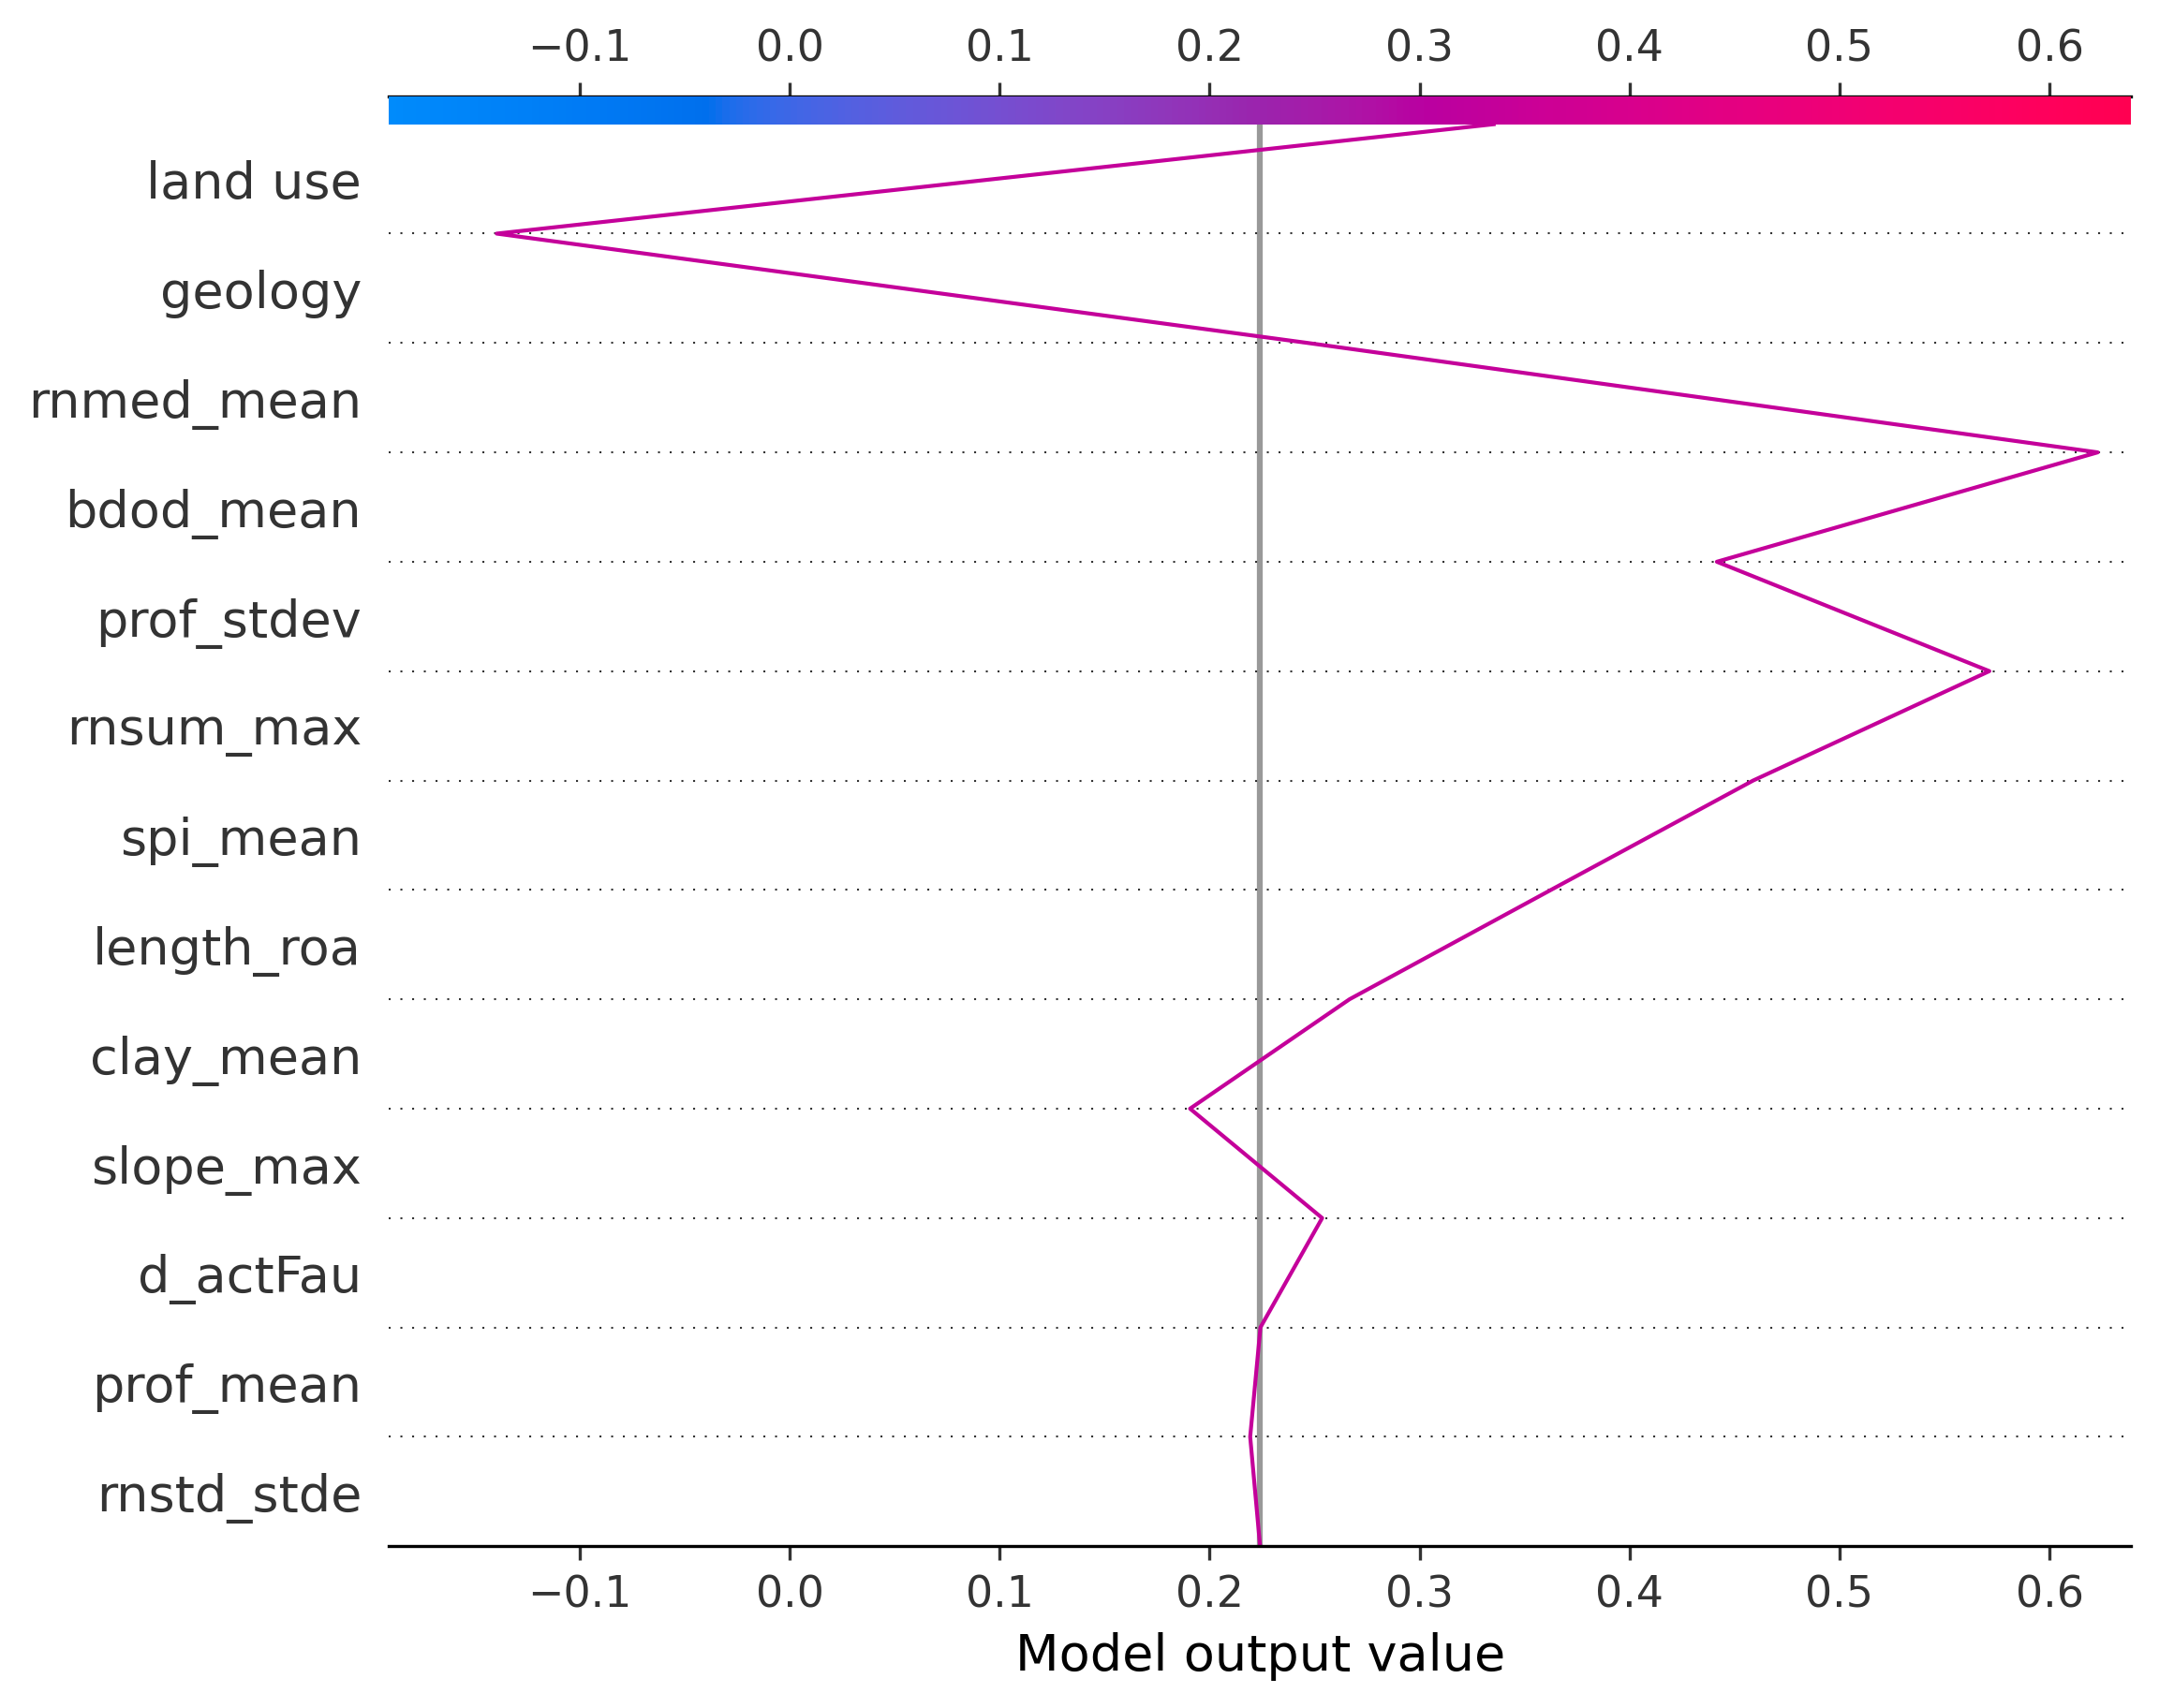 −0.1 0.0 0.1 0.2 0.3 0.4 0.5 0.6
land use
geology
rnmed_mean
bdod_mean
prof_stdev
rnsum_max
spi_mean
length_roa
clay_mean
slope_max
d_actFau
prof_mean
rnstd_stde
−0.1 0.0 0.1 0.2 0.3 0.4 0.5 0.6
Model output value